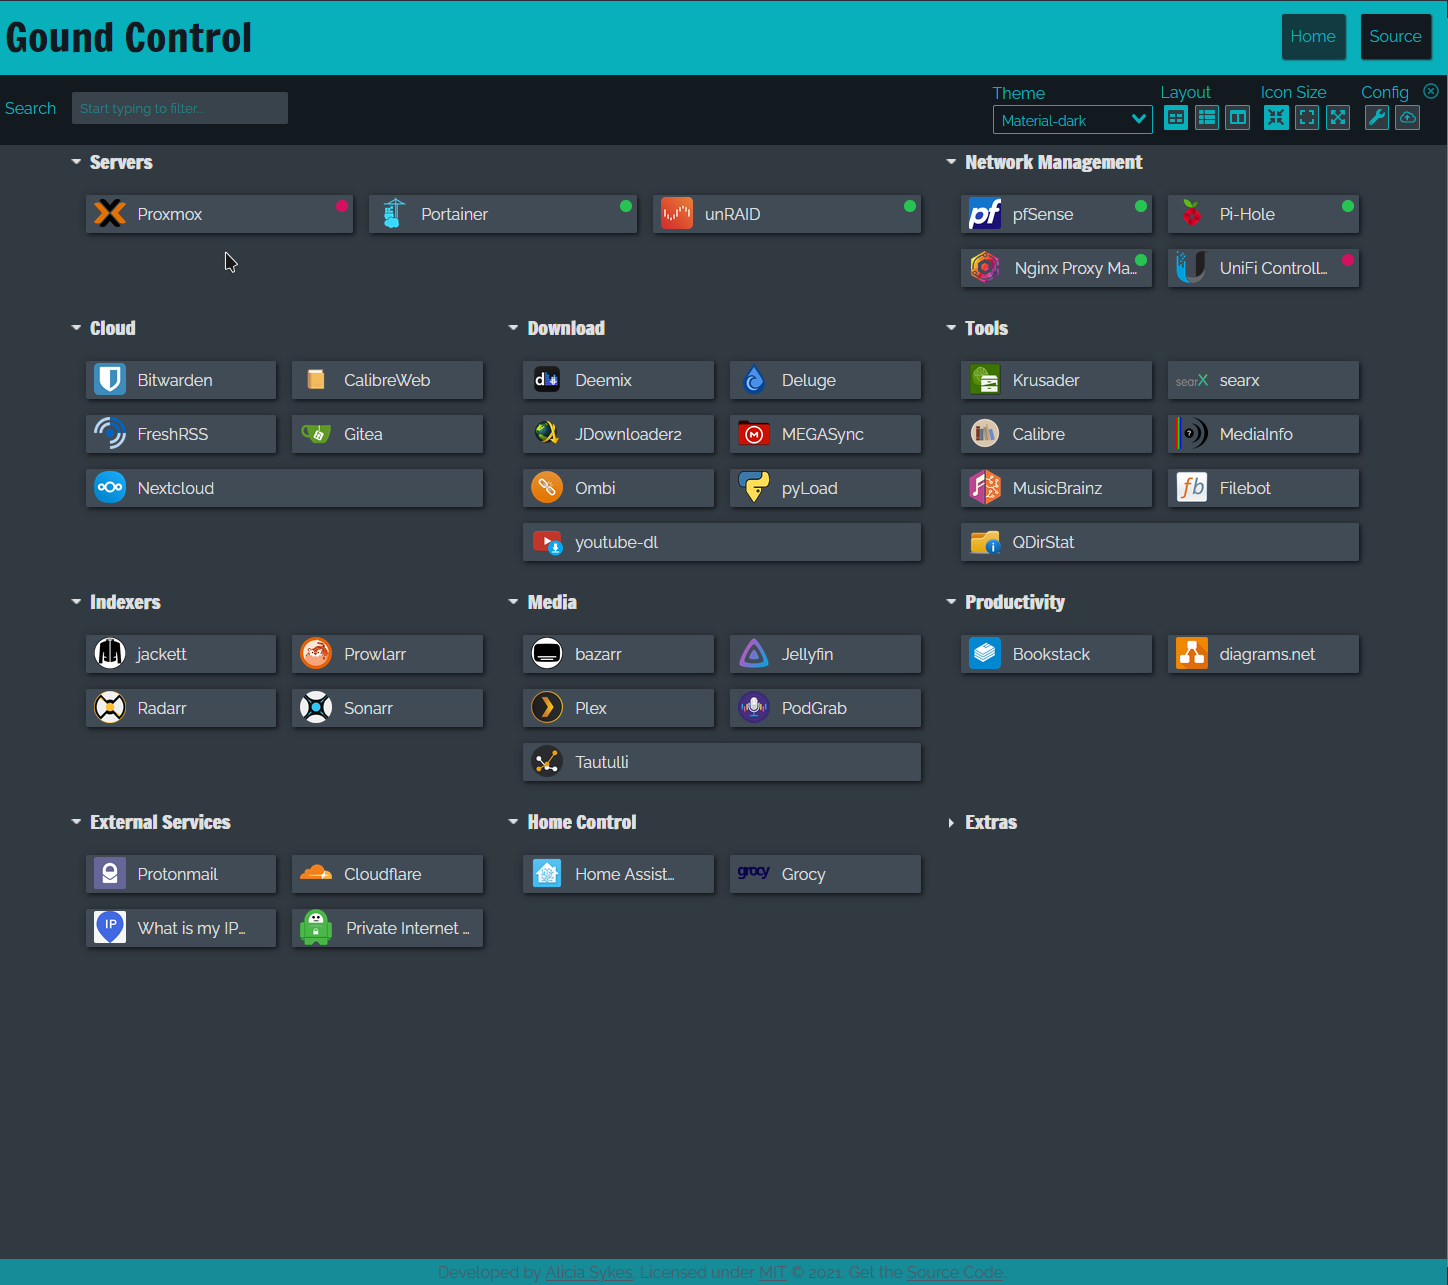 Gound Control
Home
Source
Search
Start typing to filter...
Theme
Material-dark
Layout
Icon Size
Config
Servers
Proxmox
Portainer
unRAID
Network Management
pf
pfSense
Pi-Hole
Nginx Proxy Ma...
UniFi Controll...
Cloud
Bitwarden
CalibreWeb
FreshRSS
Gitea
Nextcloud
Download
Deemix
Deluge
JDownloader2
MEGASync
Ombi
pyLoad
youtube-dl
Tools
Krusader
searX
searx
Calibre
MediaInfo
MusicBrainz
fb
Filebot
QDirStat
Indexers
jackett
Prowlarr
Radarr
Sonarr
Media
bazarr
Jellyfin
Plex
PodGrab
Tautulli
Productivity
Bookstack
diagrams.net
External Services
Protonmail
Cloudflare
IP
What is my IP...
Private Internet ...
Home Control
Home Assist...
grocy
Grocy
Extras
Developed by Alicia Sykes. Licensed under MIT © 2021. Get the Source Code.